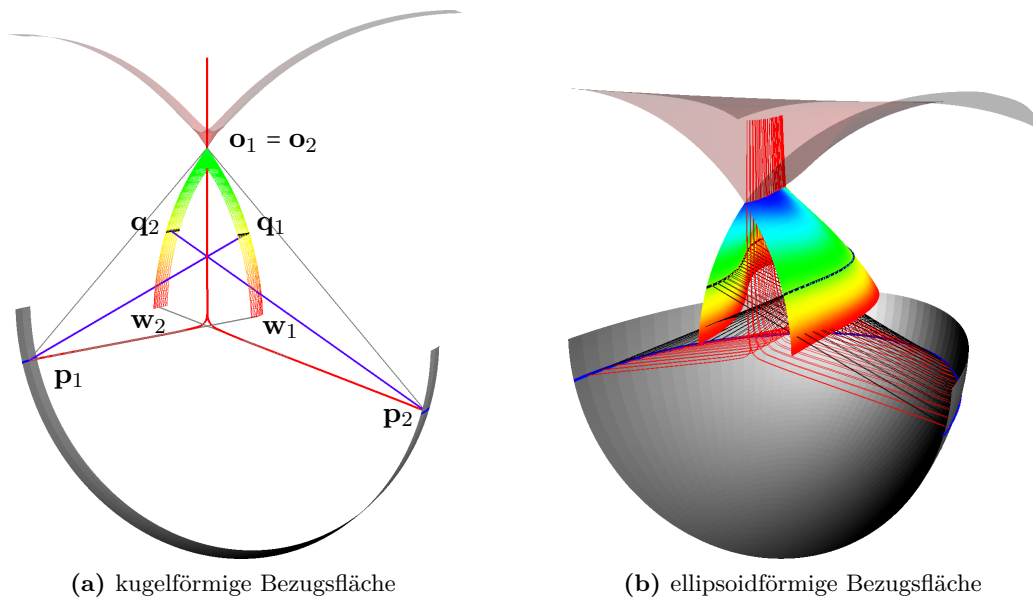 o₁ = o₂
q₂ q₁
w₂ w₁
p₁
p₂
(a) kugelförmige Bezugsfläche
(b) ellipsoidförmige Bezugsfläche